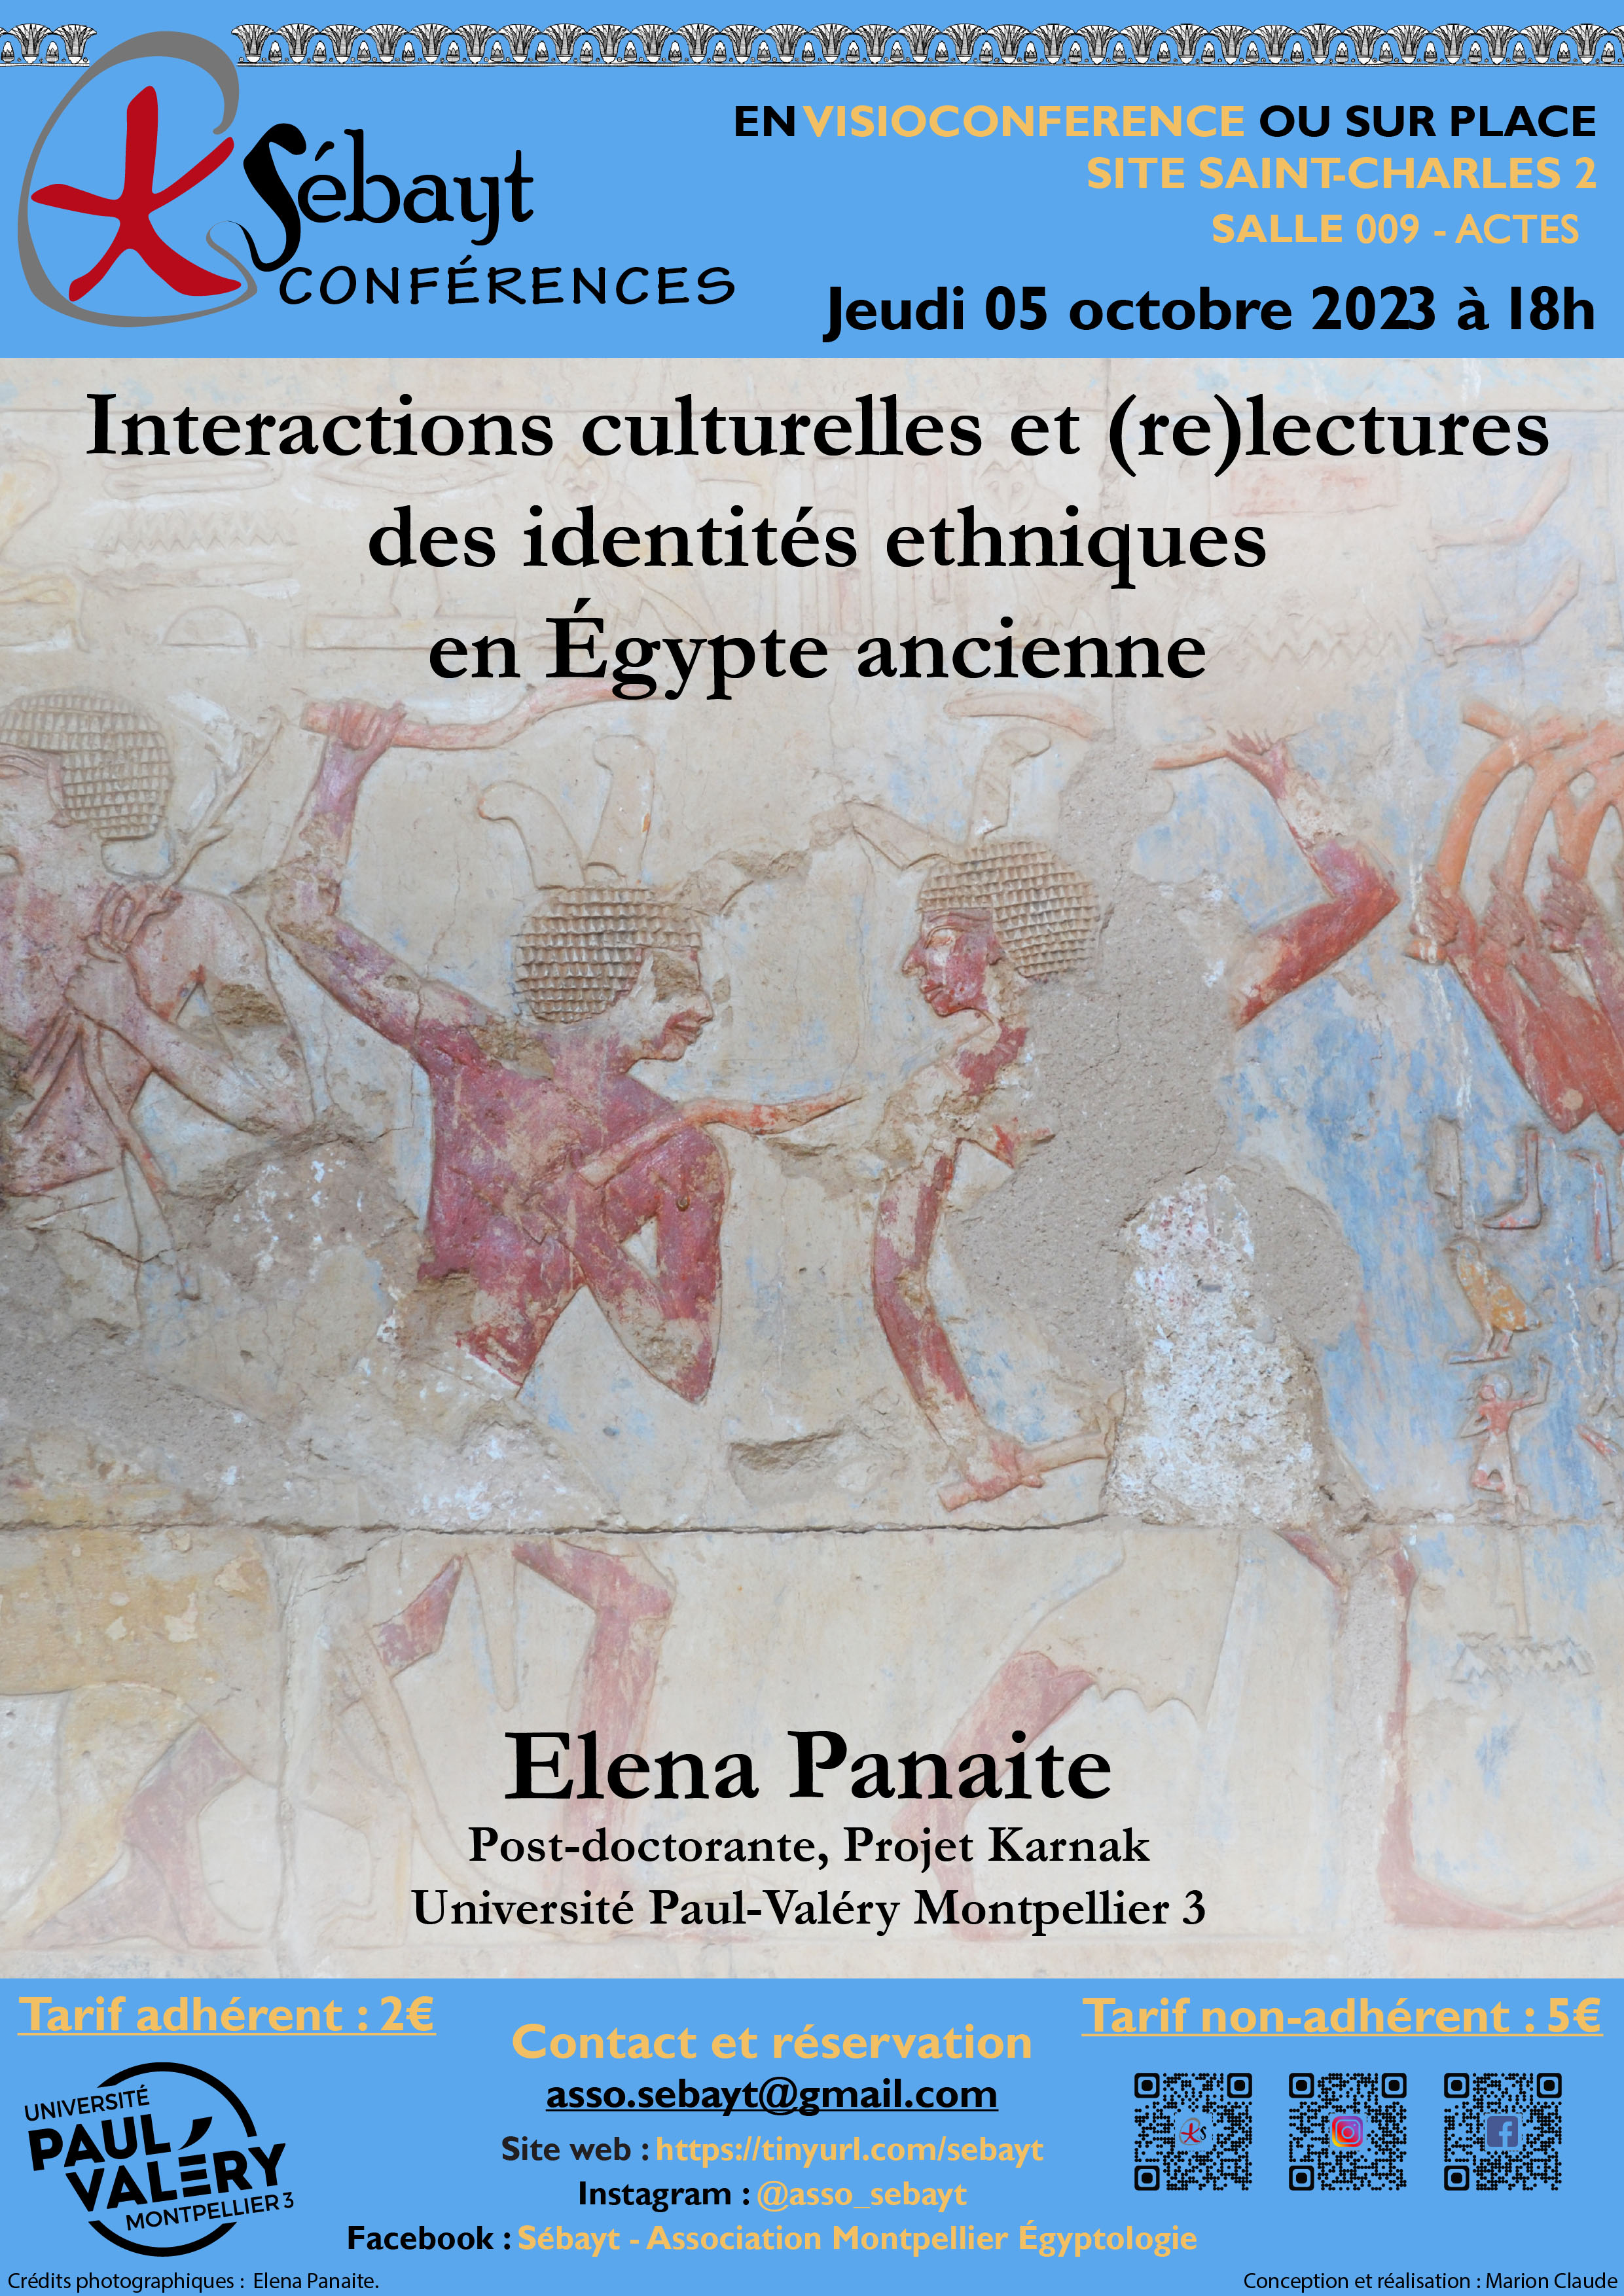 Sébayt
CONFÉRENCES
EN VISIOCONFERENCE OU SUR PLACE
SITE SAINT-CHARLES 2
SALLE 009 - ACTES
Jeudi 05 octobre 2023 à 18h
Interactions culturelles et (re)lectures
des identités ethniques
en Égypte ancienne
Elena Panaite
Post-doctorante, Projet Karnak
Université Paul-Valéry Montpellier 3
Tarif adhérent : 2€
Tarif non-adhérent : 5€
Contact et réservation
asso.sebayt@gmail.com
Site web : https://tinyurl.com/sebayt
Instagram : @asso_sebayt
Facebook : Sébayt - Association Montpellier Égyptologie
UNIVERSITÉ
PAUL
VALÉRY
MONTPELLIER 3
Crédits photographiques : Elena Panaite.
Conception et réalisation : Marion Claude